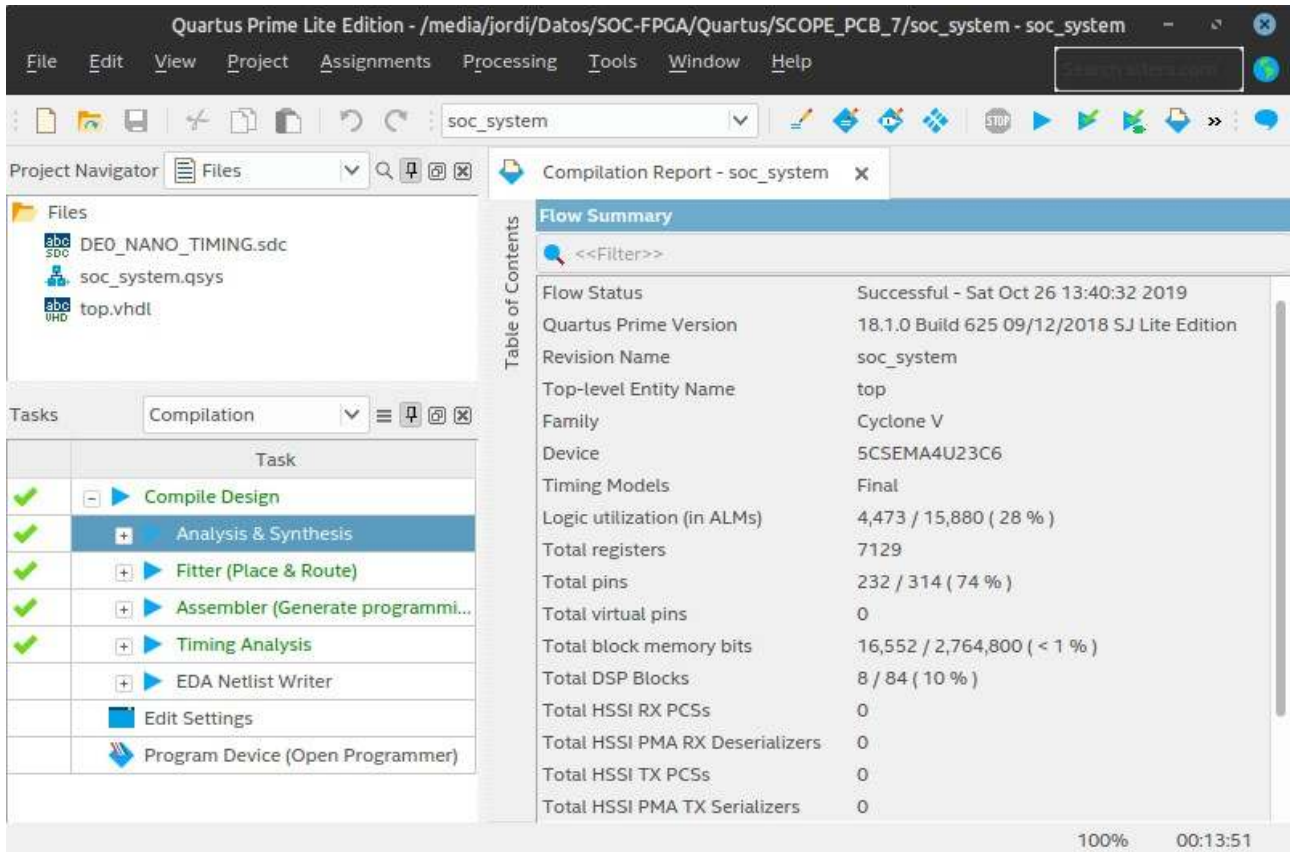 Quartus Prime Lite Edition - /media/jordi/Datos/SOC-FPGA/Quartus/SCOPE_PCB_7/soc_system - soc_system
File Edit View Project Assignments Processing Tools Window Help
soc_system
STOP
»
Project Navigator Files
Files
abc SDC DE0_NANO_TIMING.sdc
soc_system.qsys
abc VHD top.vhdl
Tasks Compilation
Task
Compile Design
Analysis & Synthesis
Fitter (Place & Route)
Assembler (Generate programmi...
Timing Analysis
EDA Netlist Writer
Edit Settings
Program Device (Open Programmer)
Compilation Report - soc_system
Table of Contents
Flow Summary
<<Filter>>
Flow Status Successful - Sat Oct 26 13:40:32 2019
Quartus Prime Version 18.1.0 Build 625 09/12/2018 SJ Lite Edition
Revision Name soc_system
Top-level Entity Name top
Family Cyclone V
Device 5CSEMA4U23C6
Timing Models Final
Logic utilization (in ALMs) 4,473 / 15,880 ( 28 % )
Total registers 7129
Total pins 232 / 314 ( 74 % )
Total virtual pins 0
Total block memory bits 16,552 / 2,764,800 ( < 1 % )
Total DSP Blocks 8 / 84 ( 10 % )
Total HSSI RX PCSs 0
Total HSSI PMA RX Deserializers 0
Total HSSI TX PCSs 0
Total HSSI PMA TX Serializers 0
100% 00:13:51